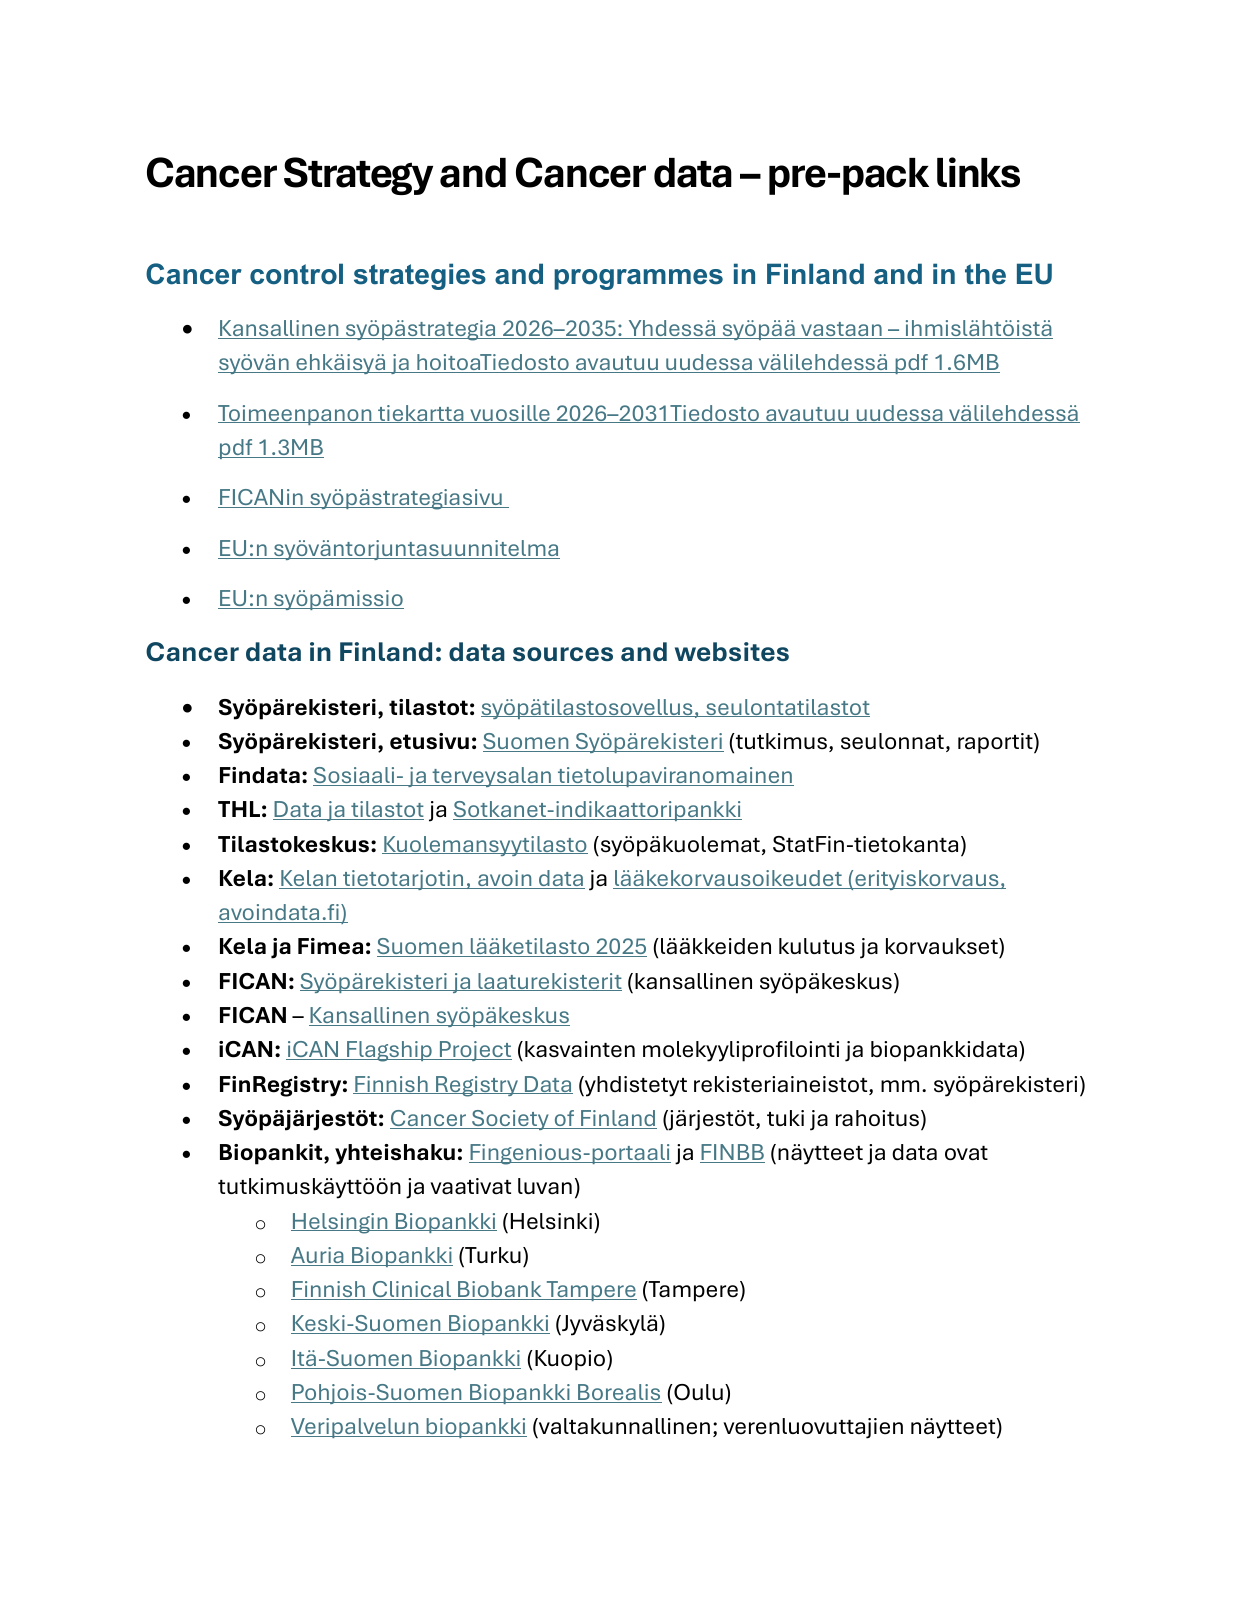 Cancer Strategy and Cancer data – pre-pack links
Cancer control strategies and programmes in Finland and in the EU
• Kansallinen syöpästrategia 2026–2035: Yhdessä syöpää vastaan – ihmislähtöistä
syövän ehkäisyä ja hoitoaTiedosto avautuu uudessa välilehdessä pdf 1.6MB
• Toimeenpanon tiekartta vuosille 2026–2031Tiedosto avautuu uudessa välilehdessä
pdf 1.3MB
• FICANin syöpästrategiasivu
• EU:n syöväntorjuntasuunnitelma
• EU:n syöpämissio
Cancer data in Finland: data sources and websites
• Syöpärekisteri, tilastot: syöpätilastosovellus, seulontatilastot
• Syöpärekisteri, etusivu: Suomen Syöpärekisteri (tutkimus, seulonnat, raportit)
• Findata: Sosiaali- ja terveysalan tietolupaviranomainen
• THL: Data ja tilastot ja Sotkanet-indikaattoripankki
• Tilastokeskus: Kuolemansyytilasto (syöpäkuolemat, StatFin-tietokanta)
• Kela: Kelan tietotarjotin, avoin data ja lääkekorvausoikeudet (erityiskorvaus,
avoindata.fi)
• Kela ja Fimea: Suomen lääketilasto 2025 (lääkkeiden kulutus ja korvaukset)
• FICAN: Syöpärekisteri ja laaturekisterit (kansallinen syöpäkeskus)
• FICAN – Kansallinen syöpäkeskus
• iCAN: iCAN Flagship Project (kasvainten molekyyliprofilointi ja biopankkidata)
• FinRegistry: Finnish Registry Data (yhdistetyt rekisteriaineistot, mm. syöpärekisteri)
• Syöpäjärjestöt: Cancer Society of Finland (järjestöt, tuki ja rahoitus)
• Biopankit, yhteishaku: Fingenious-portaali ja FINBB (näytteet ja data ovat
tutkimuskäyttöön ja vaativat luvan)
o Helsingin Biopankki (Helsinki)
o Auria Biopankki (Turku)
o Finnish Clinical Biobank Tampere (Tampere)
o Keski-Suomen Biopankki (Jyväskylä)
o Itä-Suomen Biopankki (Kuopio)
o Pohjois-Suomen Biopankki Borealis (Oulu)
o Veripalvelun biopankki (valtakunnallinen; verenluovuttajien näytteet)